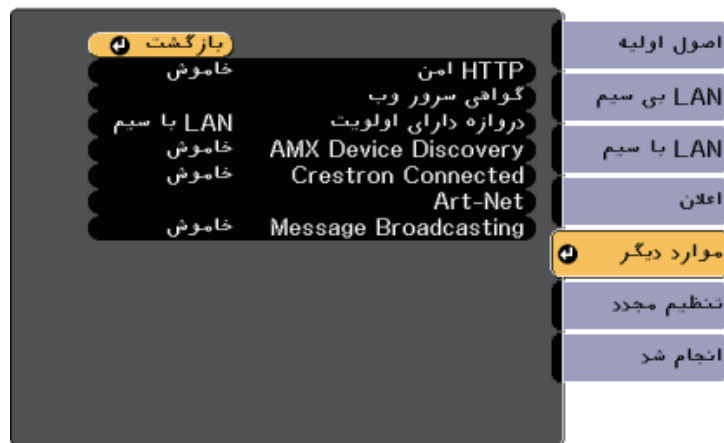 اصول اولیه
LAN بی سیم
LAN با سیم
اعلان
موارد دیگر
تنظیم مجدد
انجام شد
بازگشت
HTTP امن خاموش
گواهی سرور وب
دروازه دارای اولویت LAN با سیم
AMX Device Discovery خاموش
Crestron Connected خاموش
Art-Net
Message Broadcasting خاموش